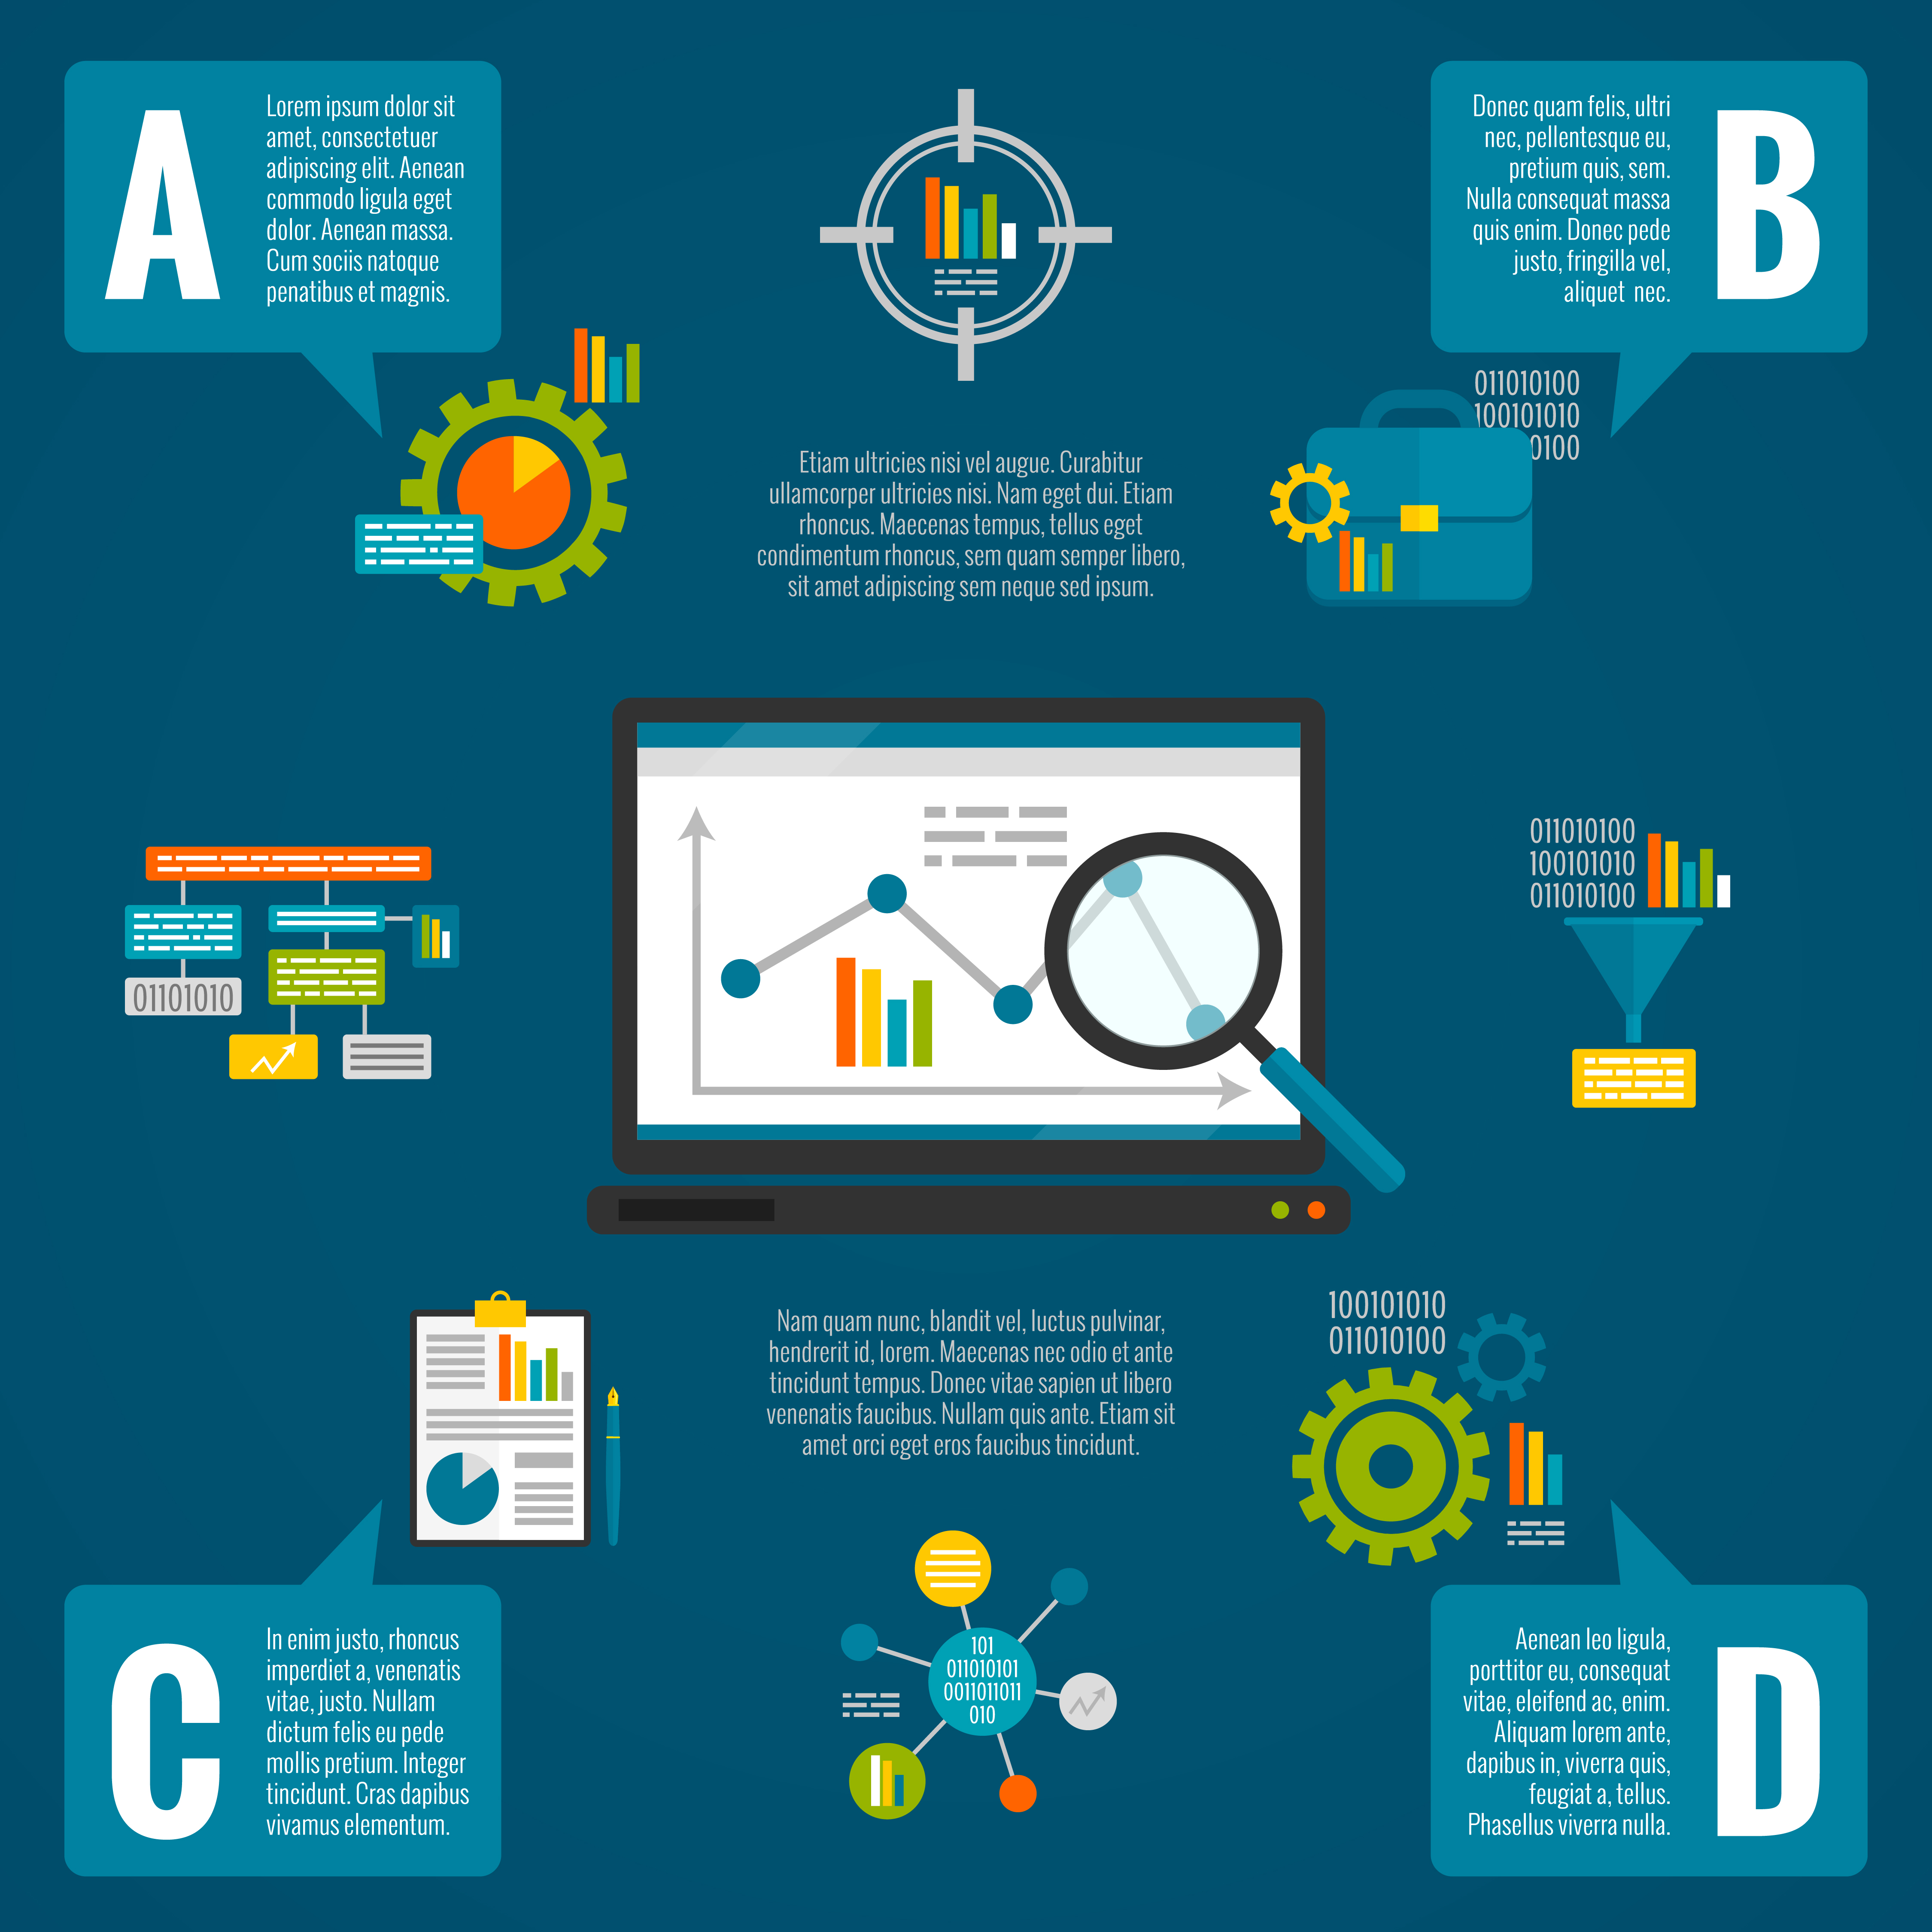 A
Lorem ipsum dolor sit
amet, consectetuer
adipiscing elit. Aenean
commodo ligula eget
dolor. Aenean massa.
Cum sociis natoque
penatibus et magnis.
Donec quam felis, ultri
nec, pellentesque eu,
pretium quis, sem.
Nulla consequat massa
quis enim. Donec pede
justo, fringilla vel,
aliquet nec.
B
011010100
100101010
0100
Etiam ultricies nisi vel augue. Curabitur
ullamcorper ultricies nisi. Nam eget dui. Etiam
rhoncus. Maecenas tempus, tellus eget
condimentum rhoncus, sem quam semper libero,
sit amet adipiscing sem neque sed ipsum.
01101010
011010100
100101010
011010100
Nam quam nunc, blandit vel, luctus pulvinar,
hendrerit id, lorem. Maecenas nec odio et ante
tincidunt tempus. Donec vitae sapien ut libero
venenatis faucibus. Nullam quis ante. Etiam sit
amet orci eget eros faucibus tincidunt.
100101010
011010100
101
011010101
0011011011
010
C
In enim justo, rhoncus
imperdiet a, venenatis
vitae, justo. Nullam
dictum felis eu pede
mollis pretium. Integer
tincidunt. Cras dapibus
vivamus elementum.
Aenean leo ligula,
porttitor eu, consequat
vitae, eleifend ac, enim.
Aliquam lorem ante,
dapibus in, viverra quis,
feugiat a, tellus.
Phasellus viverra nulla.
D